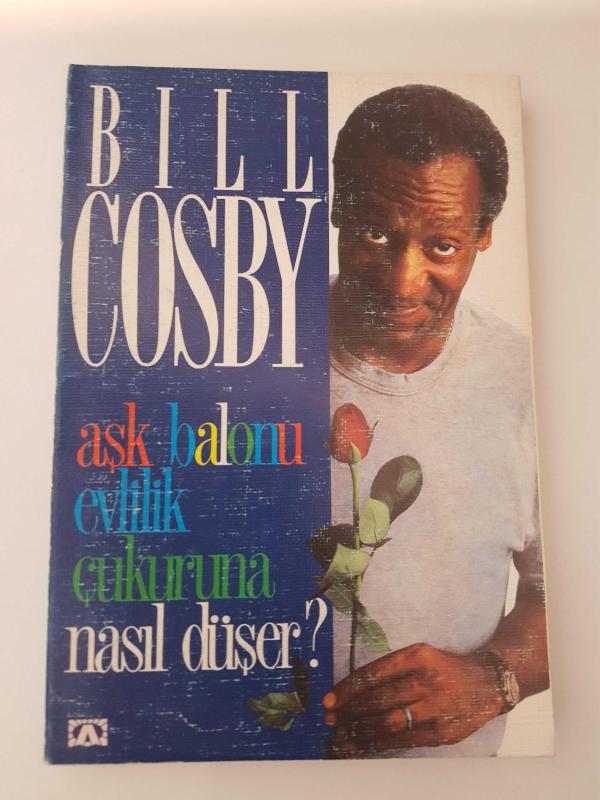 BILL
COSBY
aşk balonu
evlilik
çukuruna
nasıl düşer?